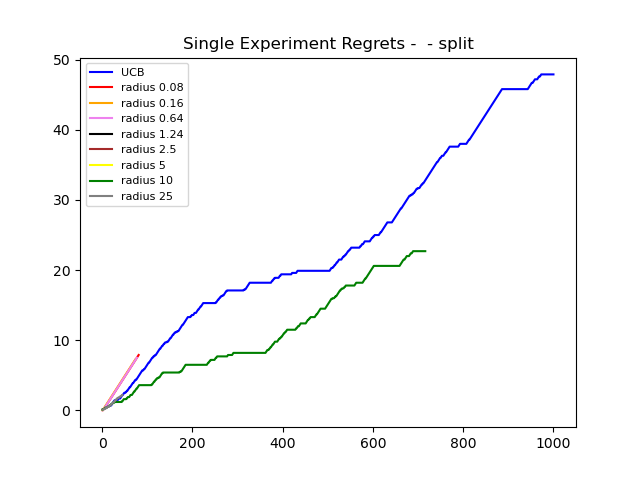 Single Experiment Regrets -  - split
50
40
30
20
10
0
UCB
radius 0.08
radius 0.16
radius 0.64
radius 1.24
radius 2.5
radius 5
radius 10
radius 25
0 200 400 600 800 1000